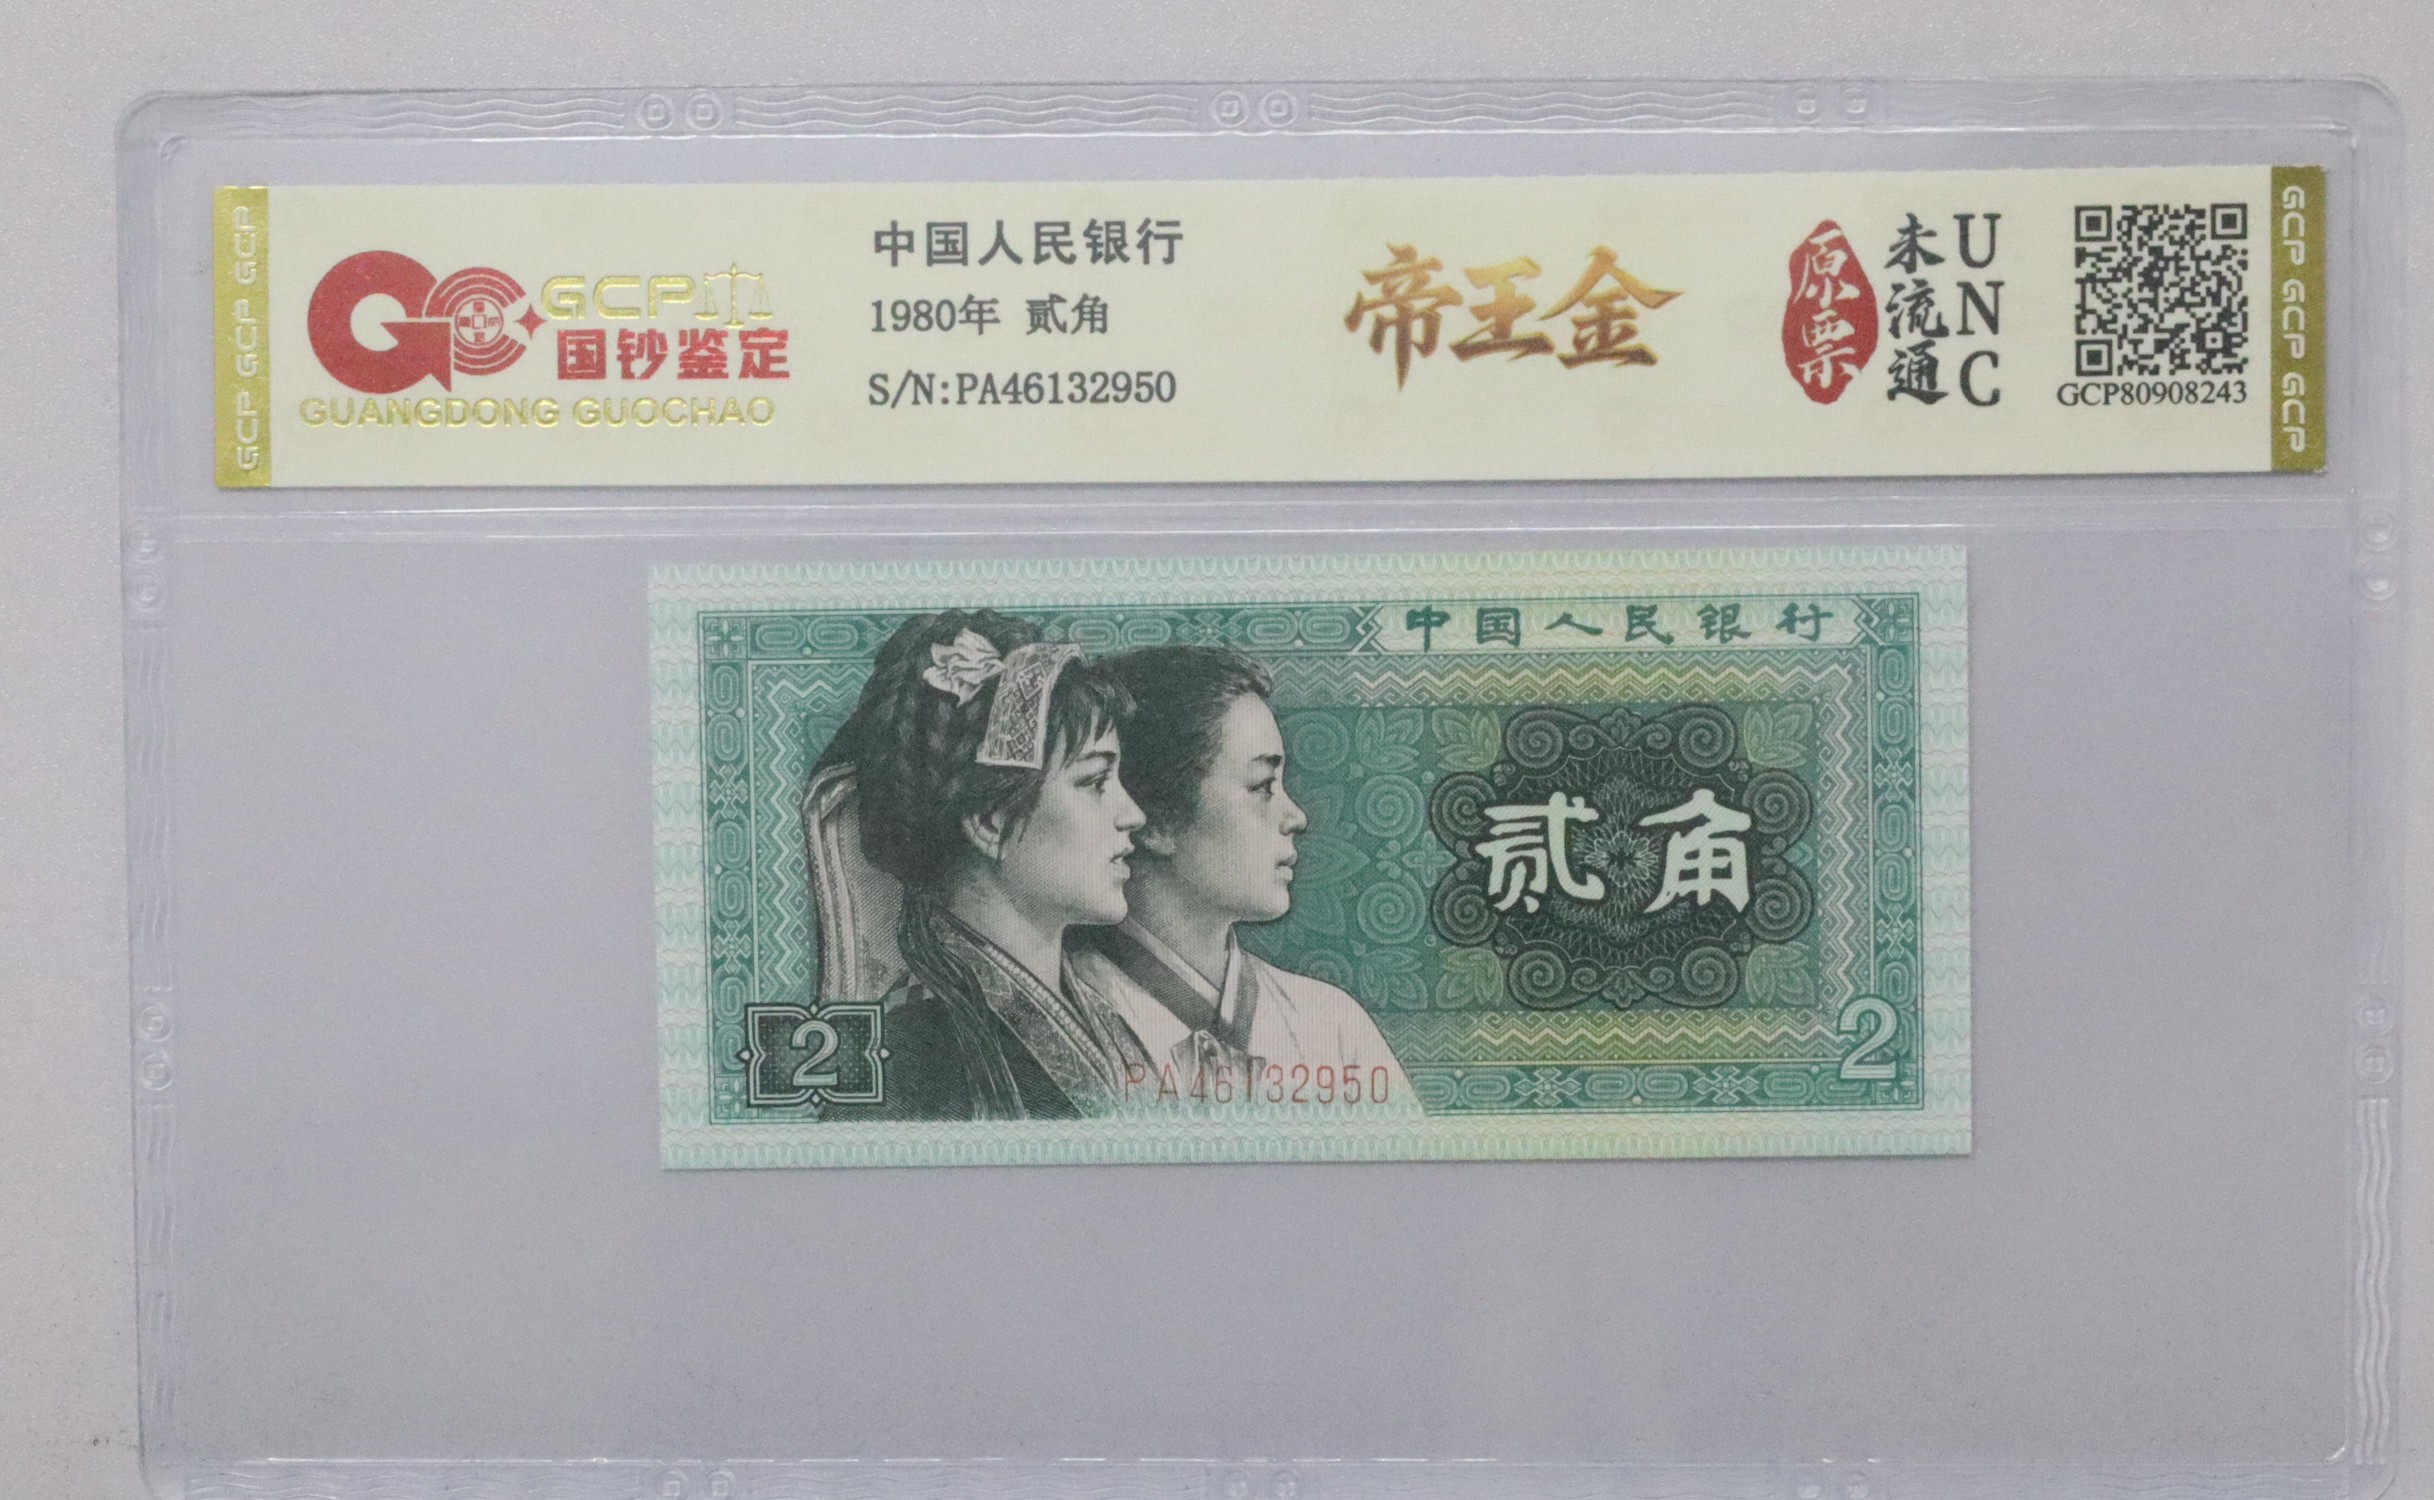 GCP GCP GCP
GCP
国钞鉴定
GUANGDONG GUOCHAO
中国人民银行
1980年 贰角
S/N:PA46132950
帝王金
原票
未流通
UNC
GCP80908243
GCP GCP GCP
中国人民银行
贰角
2
2
PA46132950